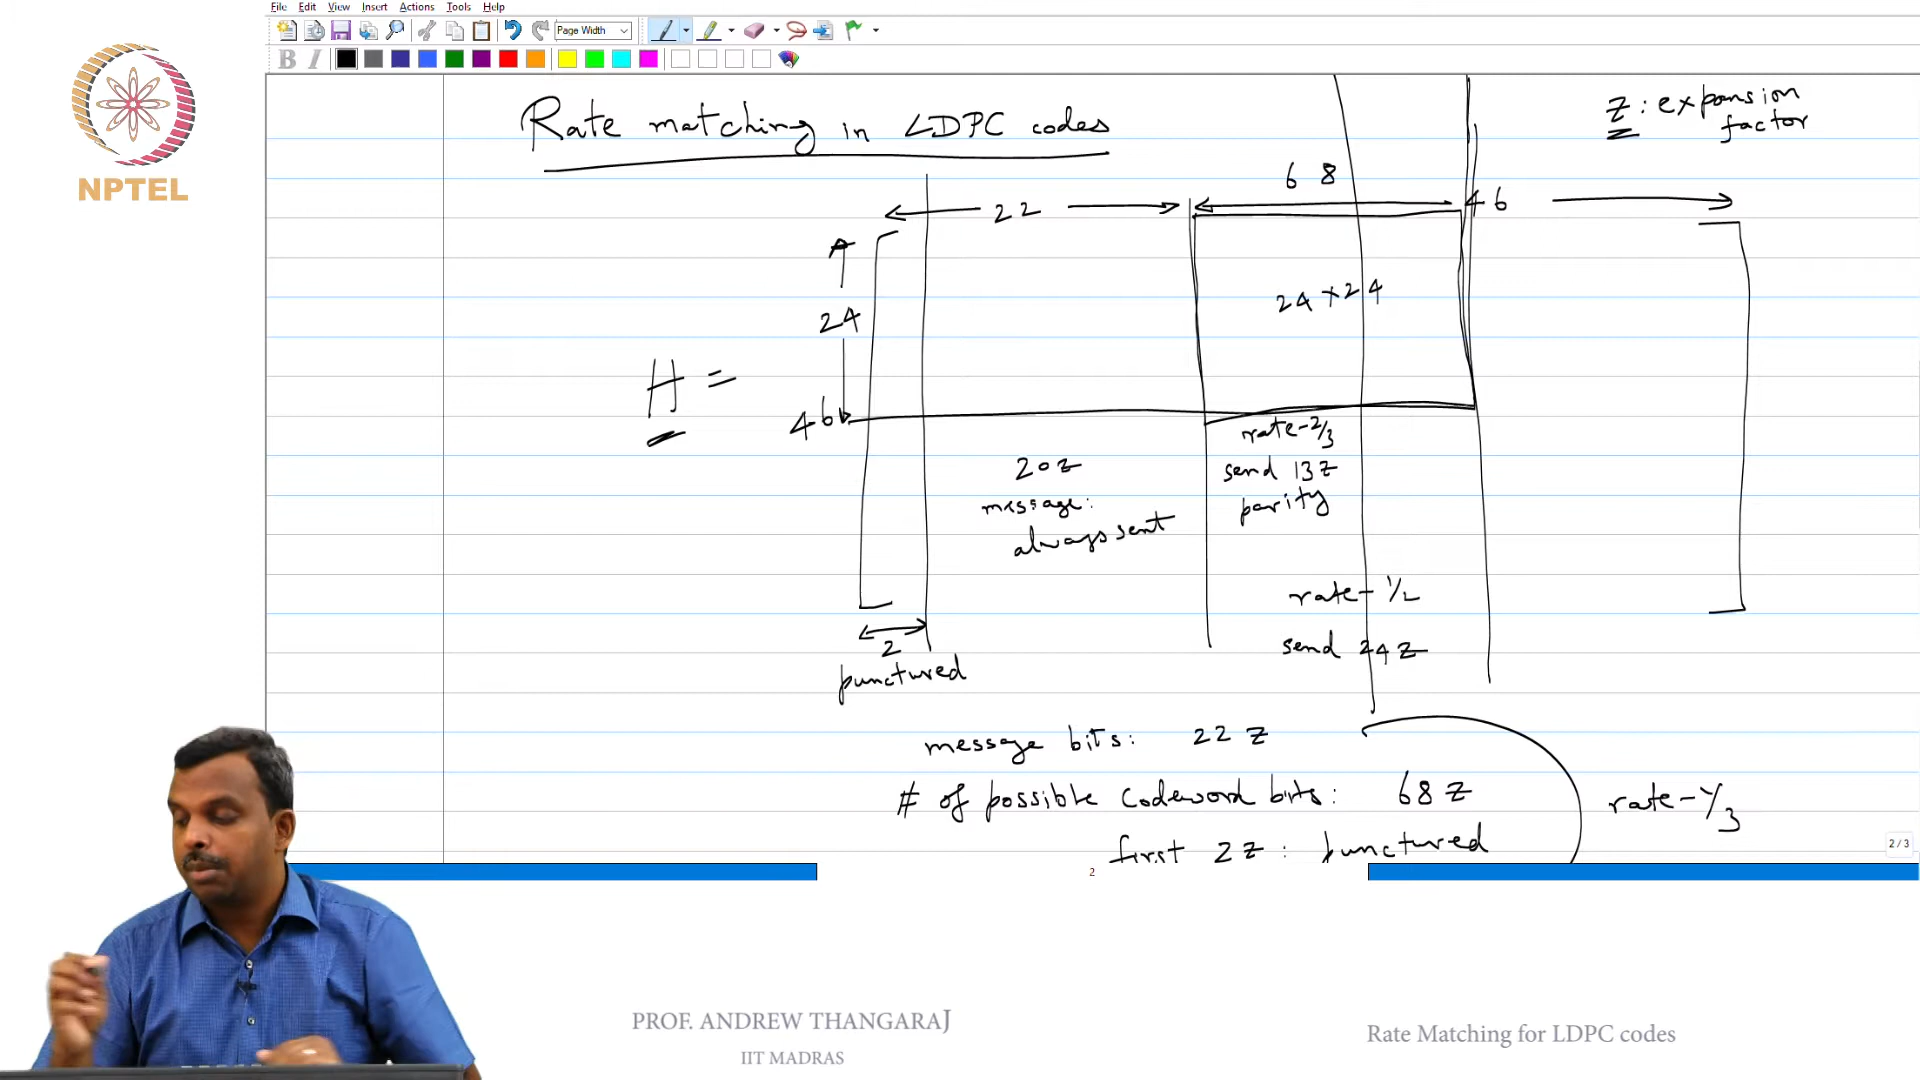 File Edit View Insert Actions Tools Help
Page Width
B I
NPTEL
Rate matching in LDPC codes
z: expansion
factor
68
22
46
24
24 x 24
H =
46
rate-2/3
20z
send 13z
message:
parity
always sent
rate-1/2
2
send 24z
punctured
message bits: 22 z
# of possible codeword bits: 68 z
rate-1/3
first 2z: punctured
2/3
2
PROF. ANDREW THANGARAJ
Rate Matching for LDPC codes
IIT MADRAS